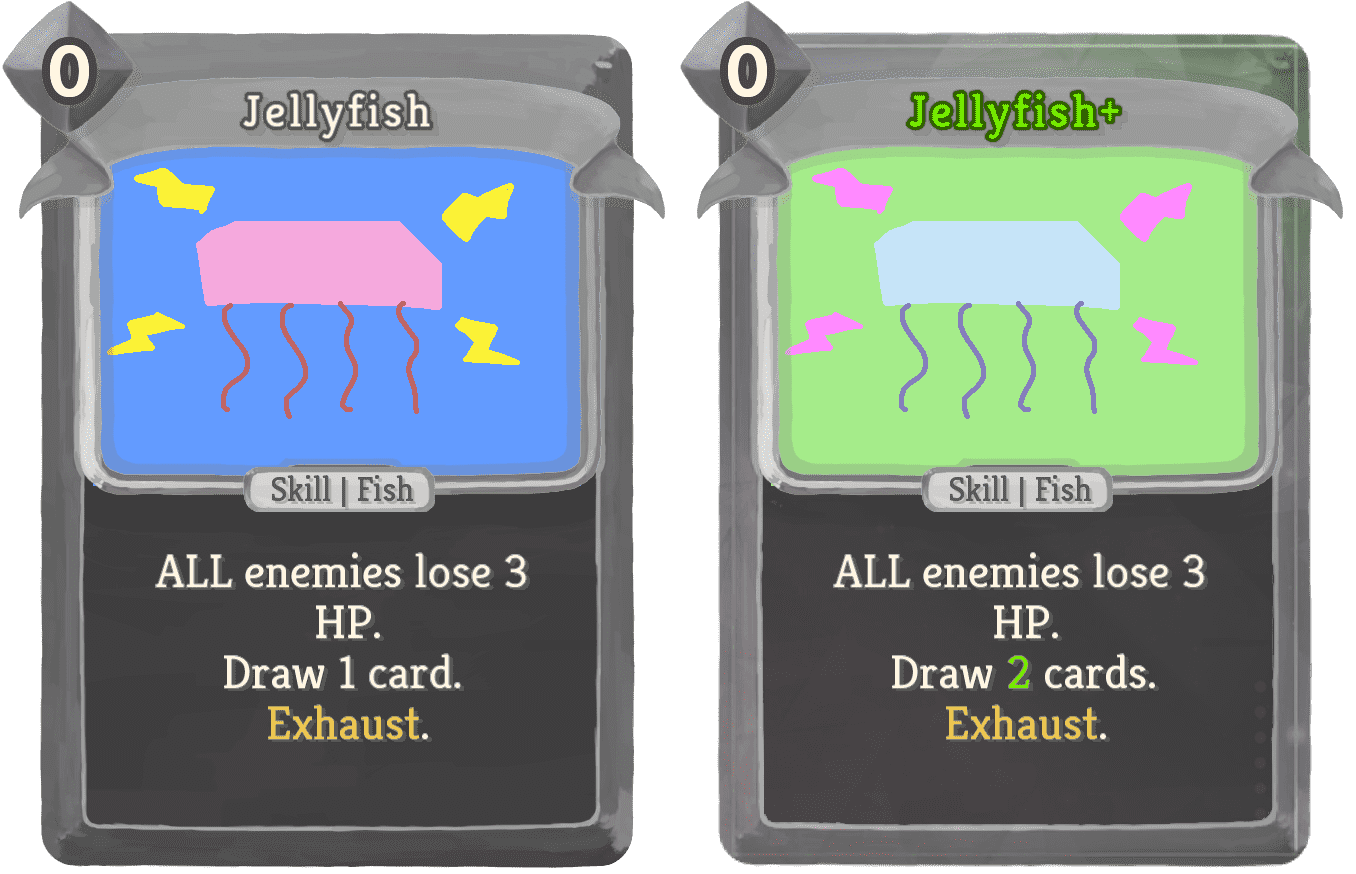 0
Jellyfish
Skill | Fish
ALL enemies lose 3
HP.
Draw 1 card.
Exhaust.
0
Jellyfish+
Skill | Fish
ALL enemies lose 3
HP.
Draw 2 cards.
Exhaust.